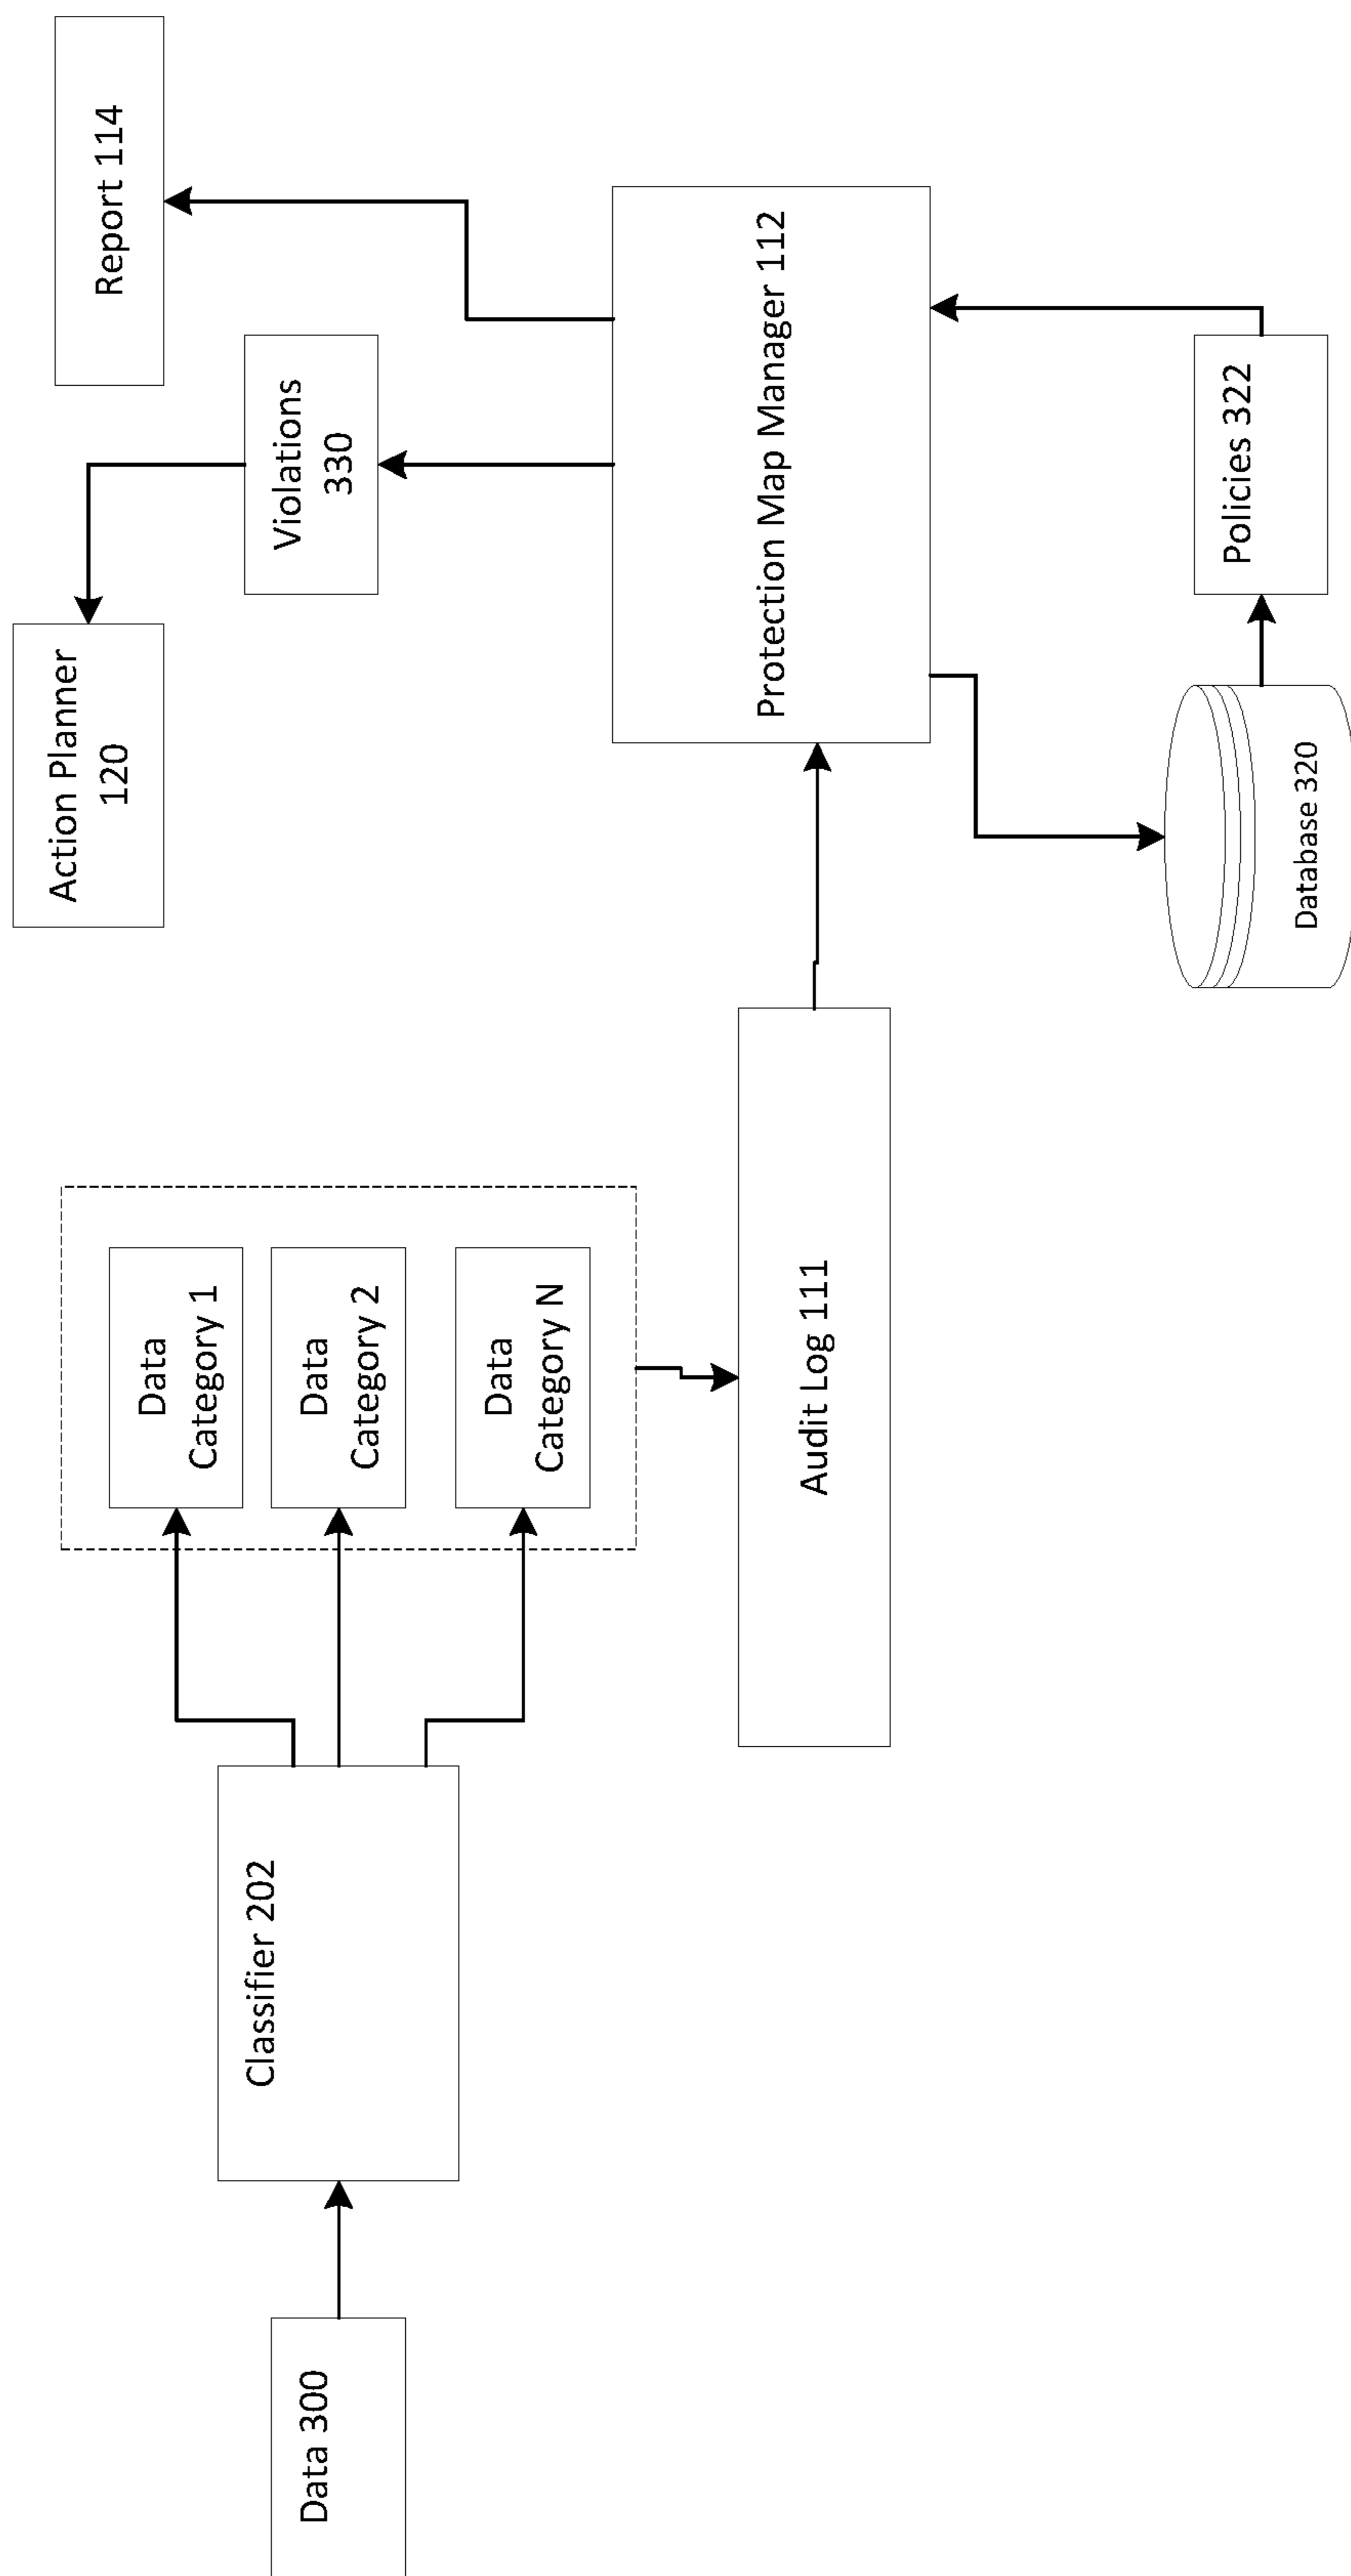 Data 300
Classifier 202
Data
Category 1
Data
Category 2
Data
Category N
Audit Log 111
Action Planner
120
Violations
330
Report 114
Protection Map Manager 112
Database 320
Policies 322